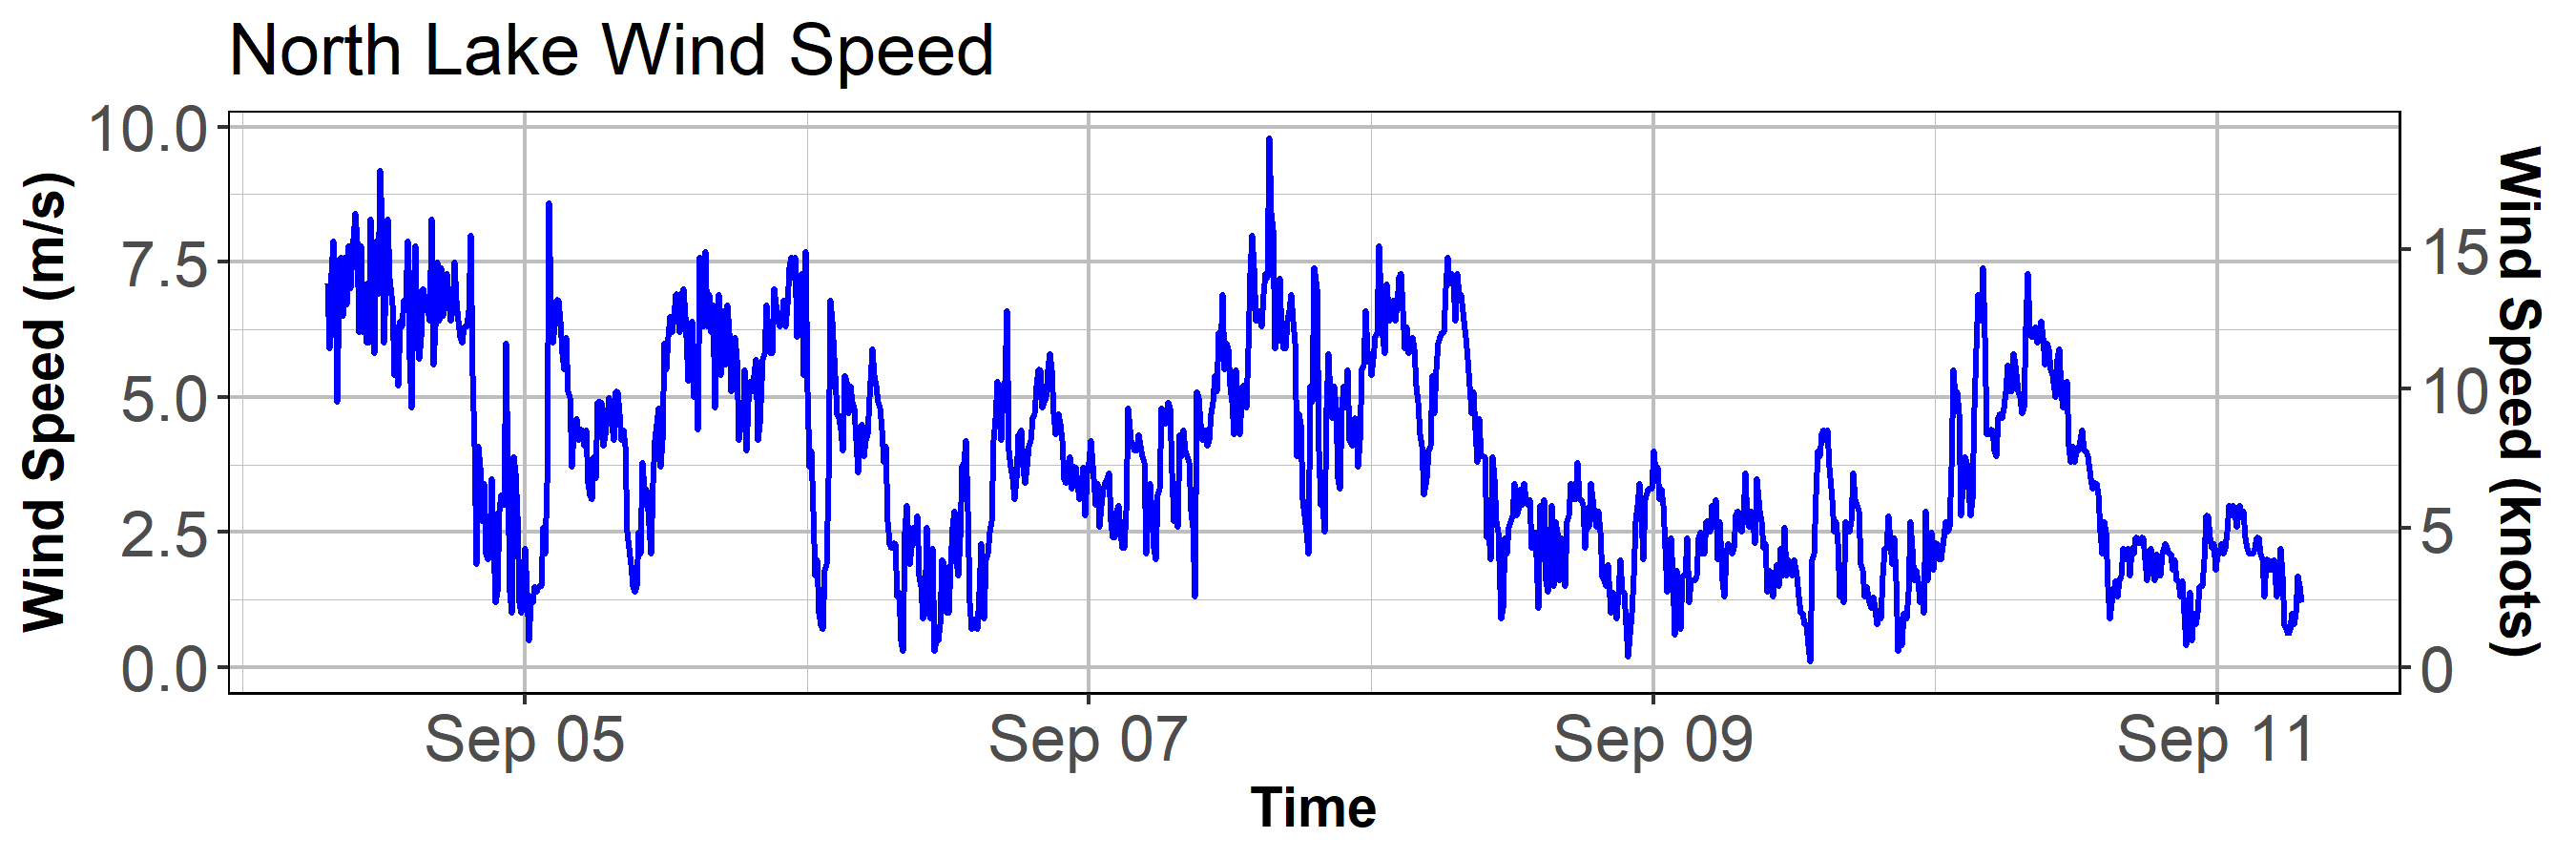 North Lake Wind Speed
Wind Speed (m/s)
10.0
7.5
5.0
2.5
0.0
Wind Speed (knots)
15
10
5
0
Sep 05
Sep 07
Sep 09
Sep 11
Time